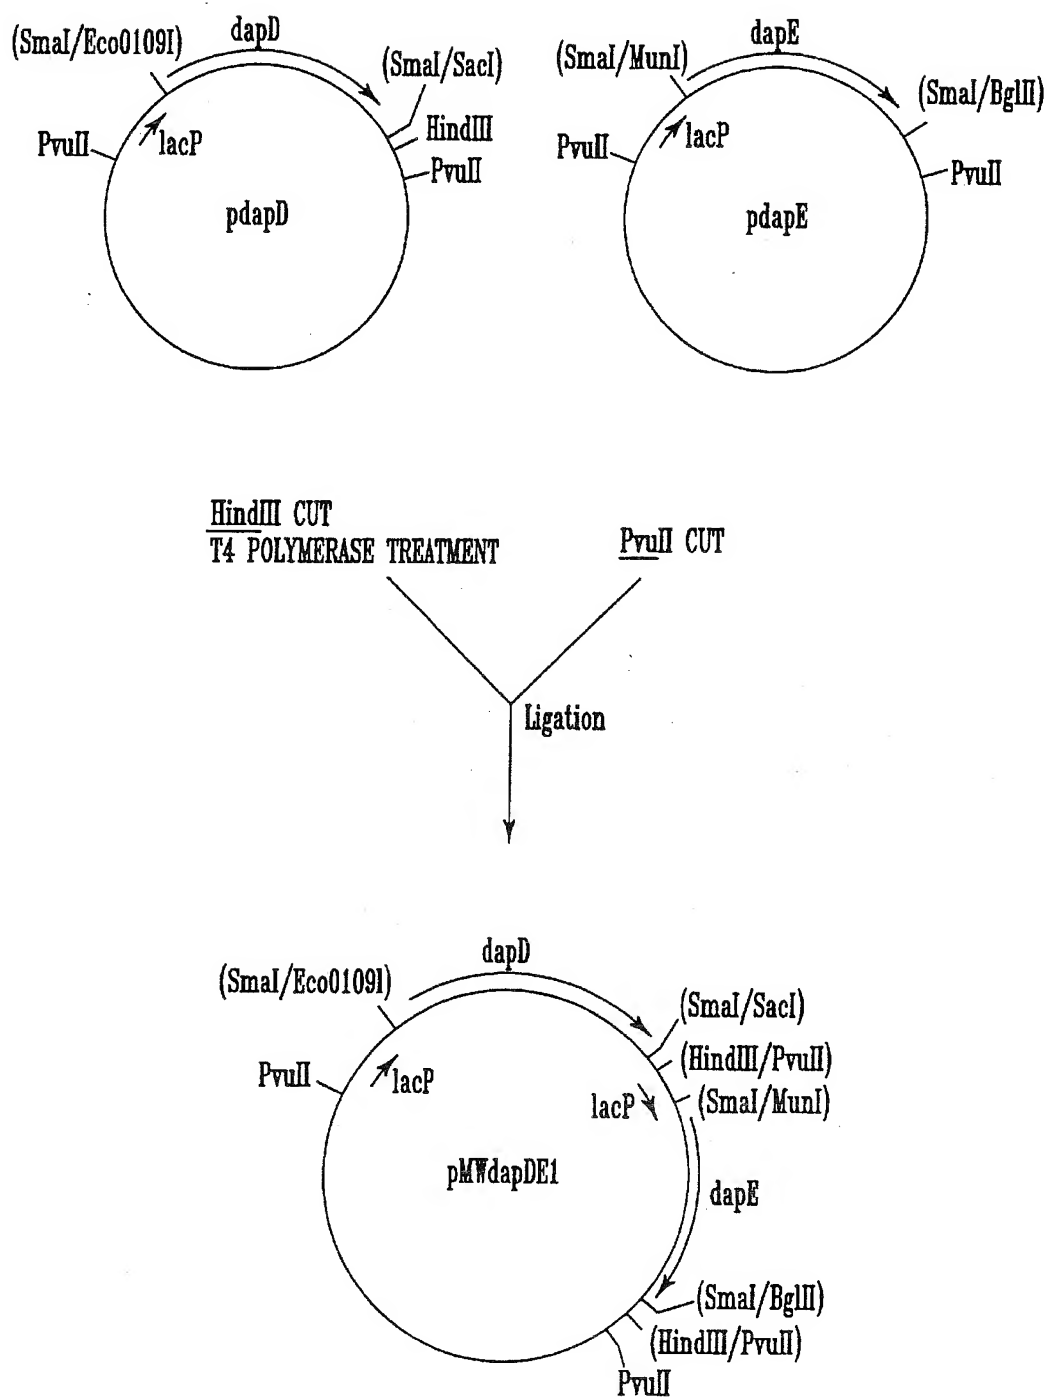 dapD
(SmaI/Eco0109I)
(SmaI/SacI)
HindIII
PvuII
lacP
PvuII
pdapD
dapE
(SmaI/MunI)
(SmaI/BglII)
PvuII
lacP
PvuII
pdapE
HindIII CUT
T4 POLYMERASE TREATMENT
PvuII CUT
Ligation
dapD
(SmaI/Eco0109I)
(SmaI/SacI)
(HindIII/PvuII)
PvuII
lacP
lacP
(SmaI/MunI)
pMWdapDE1
dapE
(SmaI/BglII)
(HindIII/PvuII)
PvuII